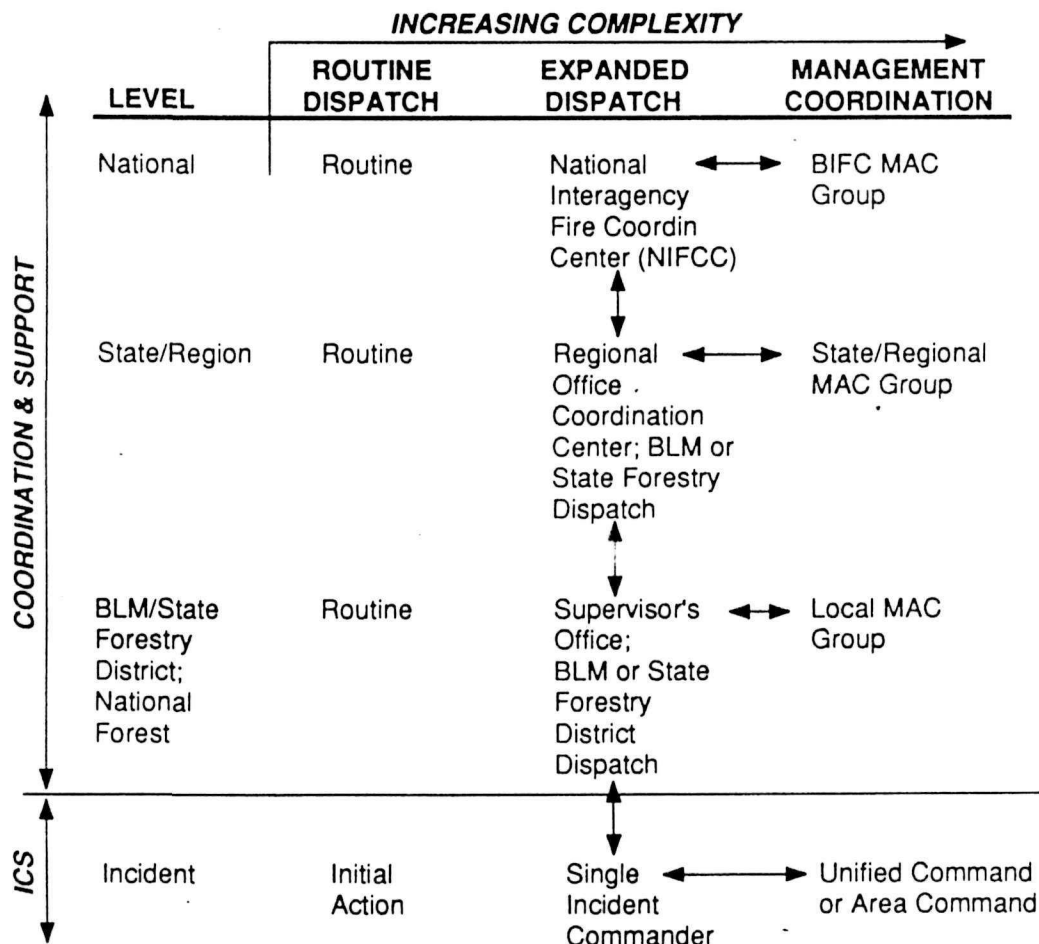 INCREASING COMPLEXITY
LEVEL
ROUTINE
DISPATCH
EXPANDED
DISPATCH
MANAGEMENT
COORDINATION
COORDINATION & SUPPORT
National
Routine
National
Interagency
Fire Coordin
Center (NIFCC)
BIFC MAC
Group
State/Region
Routine
Regional
Office
Coordination
Center; BLM or
State Forestry
Dispatch
State/Regional
MAC Group
BLM/State
Forestry
District;
National
Forest
Routine
Supervisor's
Office;
BLM or State
Forestry
District
Dispatch
Local MAC
Group
ICS
Incident
Initial
Action
Single
Incident
Commander
Unified Command
or Area Command